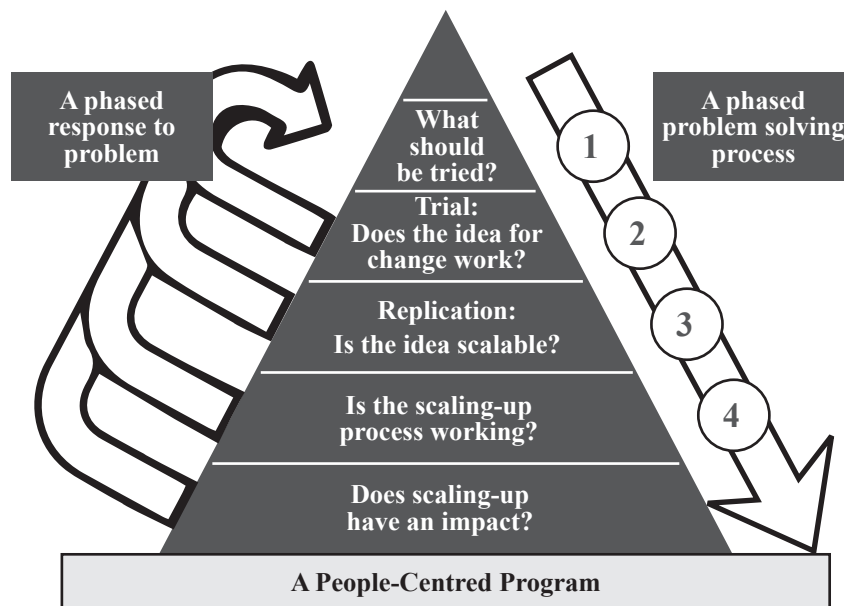 A phased
response to
problem
What
should
be tried?
Trial:
Does the idea for
change work?
Replication:
Is the idea scalable?
Is the scaling-up
process working?
Does scaling-up
have an impact?
A phased
problem solving
process
1
2
3
4
A People-Centred Program